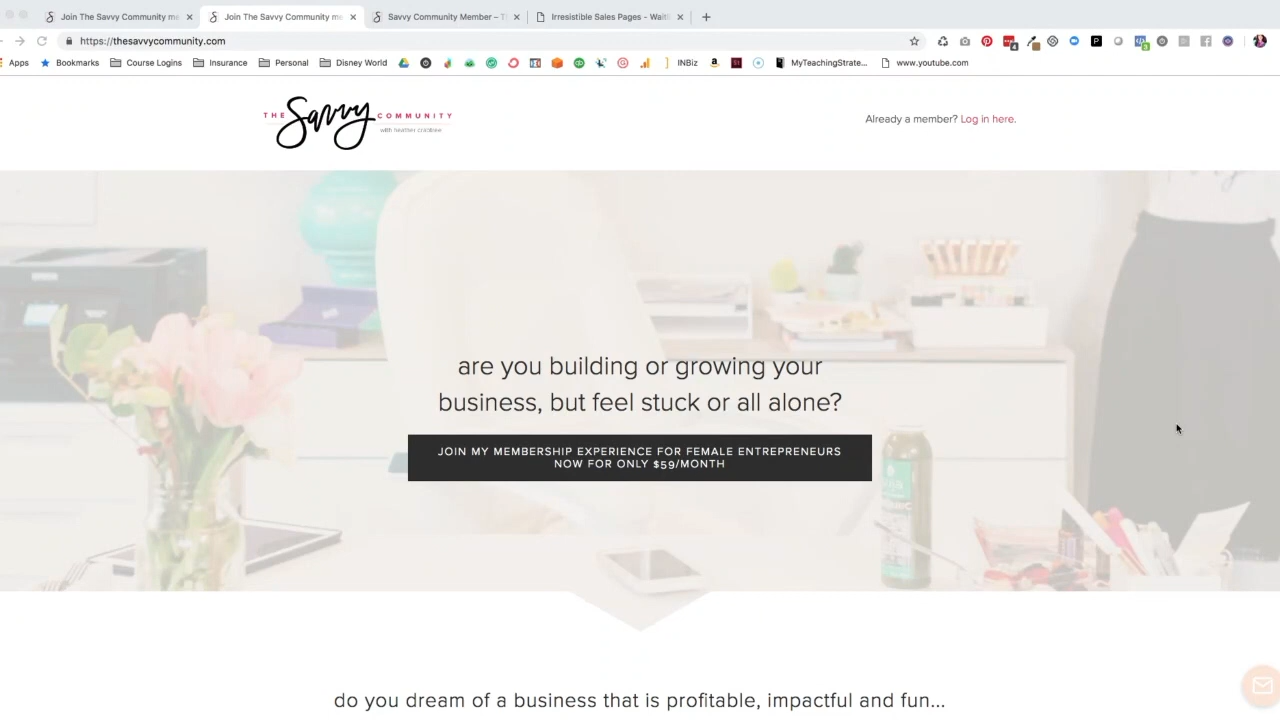 Join The Savvy Community me
Join The Savvy Community me
Savvy Community Member – T
Irresistible Sales Pages - Waitl
https://thesavvycommunity.com
Apps
Bookmarks
Course Logins
Insurance
Personal
Disney World
INBiz
MyTeachingStrate...
www.youtube.com
THE Savvy COMMUNITY
with heather crabtree
Already a member? Log in here.
are you building or growing your
business, but feel stuck or all alone?
JOIN MY MEMBERSHIP EXPERIENCE FOR FEMALE ENTREPRENEURS
NOW FOR ONLY $59/MONTH
do you dream of a business that is profitable, impactful and fun...